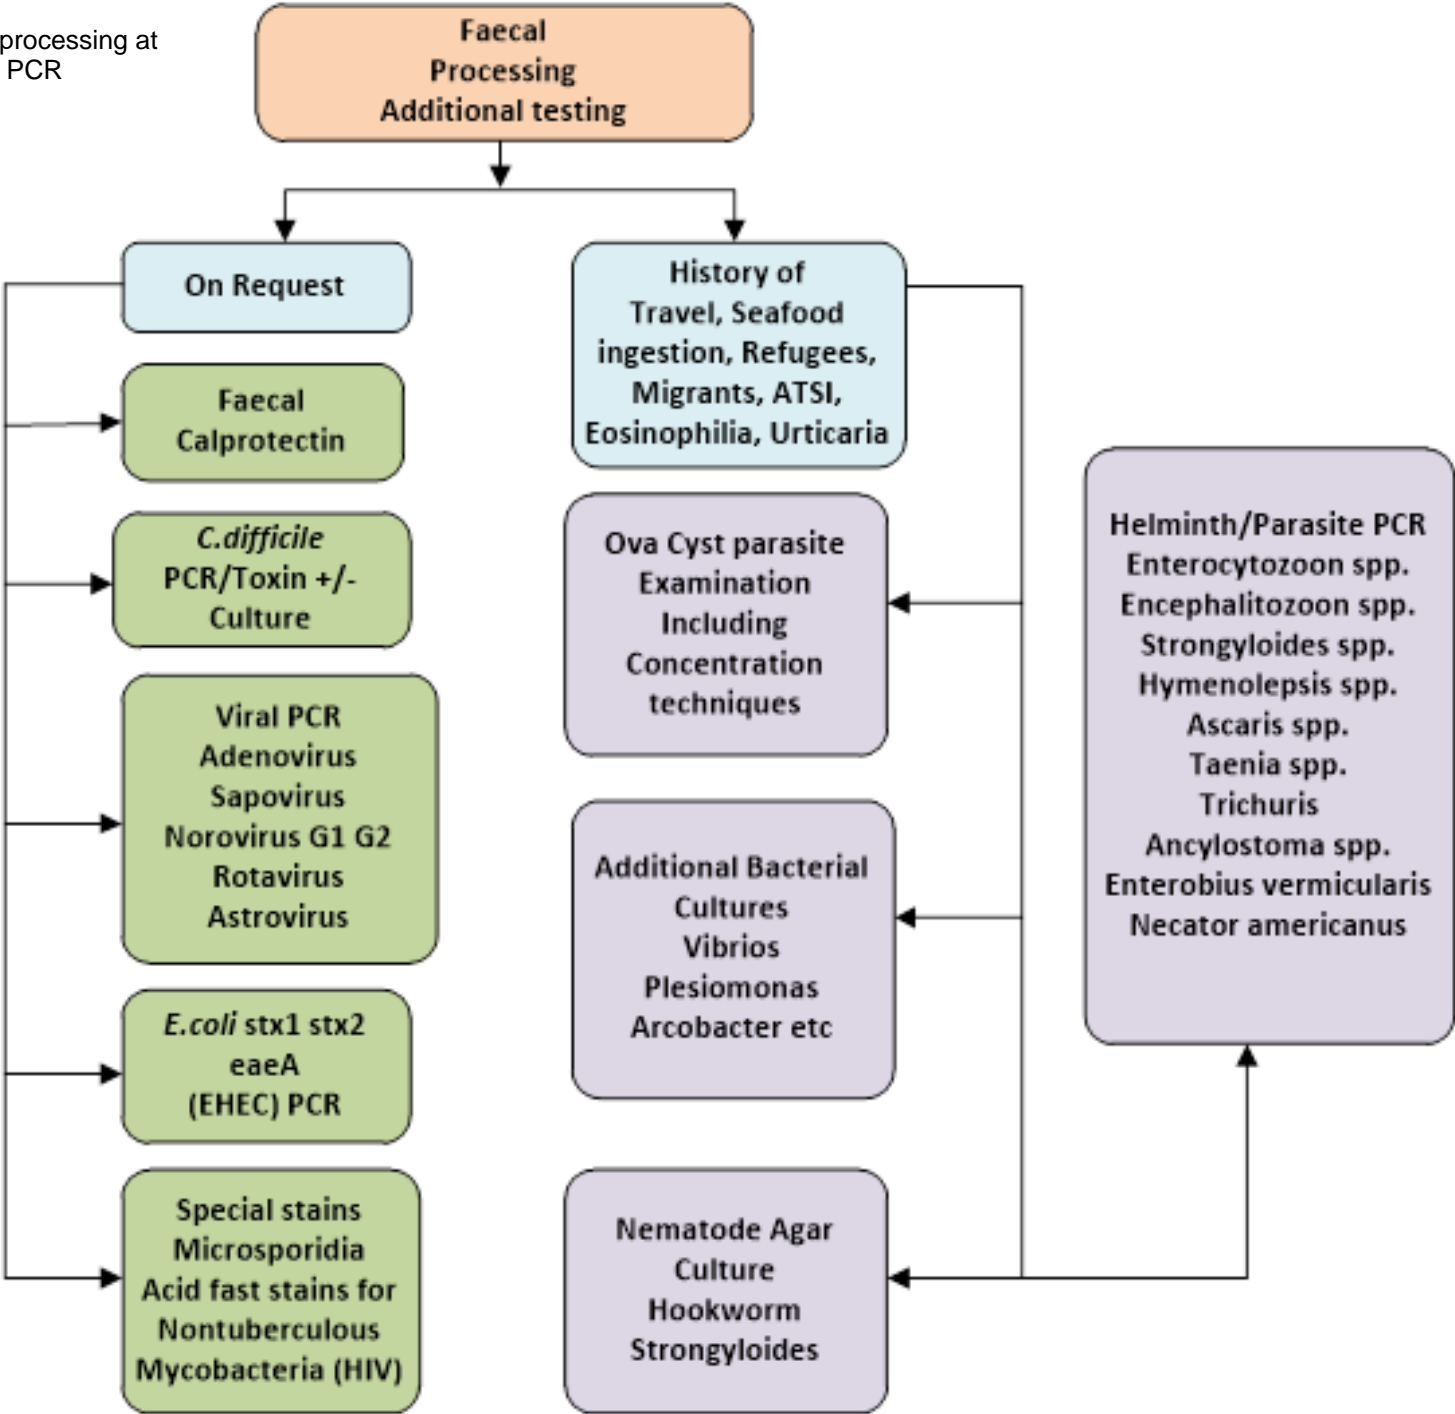 processing at
PCR
Faecal
Processing
Additional testing
On Request
History of
Travel, Seafood
ingestion, Refugees,
Migrants, ATSI,
Eosinophilia, Urticaria
Faecal
Calprotectin
C.difficile
PCR/Toxin +/-
Culture
Viral PCR
Adenovirus
Sapovirus
Norovirus G1 G2
Rotavirus
Astrovirus
E.coli stx1 stx2
eaeA
(EHEC) PCR
Special stains
Microsporidia
Acid fast stains for
Nontuberculous
Mycobacteria (HIV)
Ova Cyst parasite
Examination
Including
Concentration
techniques
Additional Bacterial
Cultures
Vibrios
Plesiomonas
Arcobacter etc
Nematode Agar
Culture
Hookworm
Strongyloides
Helminth/Parasite PCR
Enterocytozoon spp.
Encephalitozoon spp.
Strongyloides spp.
Hymenolepsis spp.
Ascaris spp.
Taenia spp.
Trichuris
Ancylostoma spp.
Enterobius vermicularis
Necator americanus